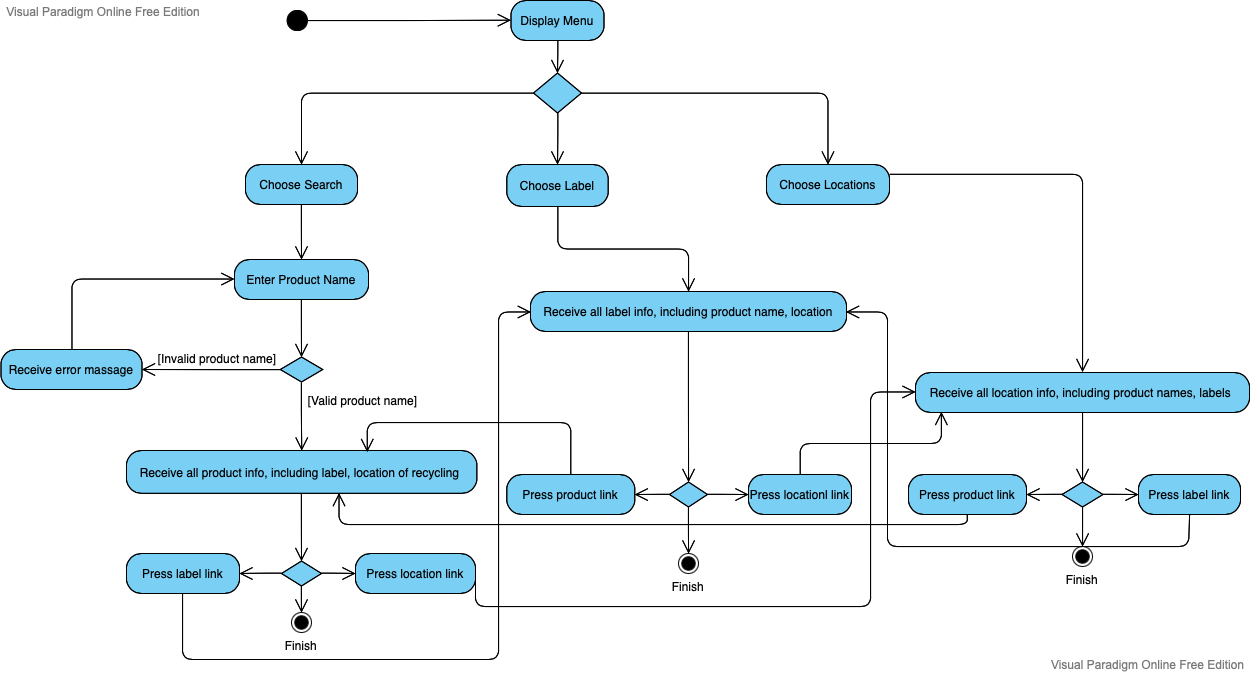 Visual Paradigm Online Free Edition
Display Menu
Choose Search
Choose Label
Choose Locations
Enter Product Name
Receive all label info, including product name, location
[Invalid product name]
Receive error massage
[Valid product name]
Receive all location info, including product names, labels
Receive all product info, including label, location of recycling
Press product link
Press locationl link
Press product link
Press label link
Press label link
Press location link
Finish
Finish
Finish
Visual Paradigm Online Free Edition